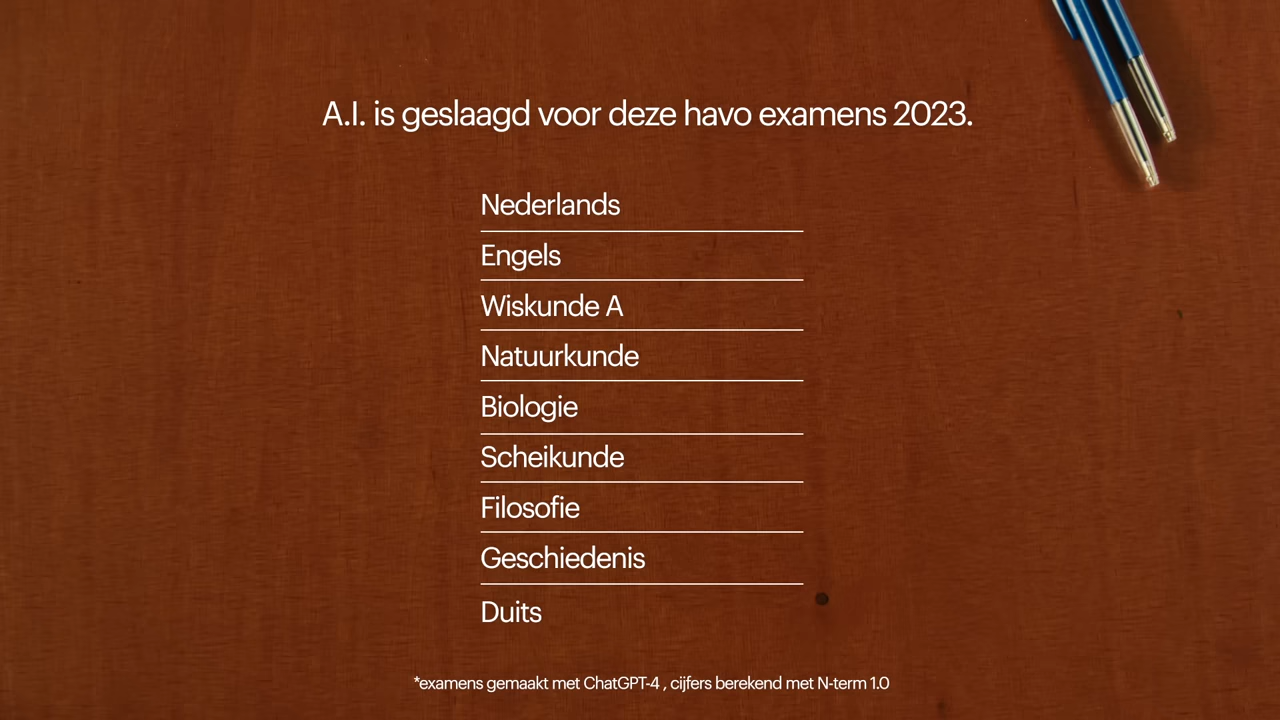 A.I. is geslaagd voor deze havo examens 2023.
Nederlands
Engels
Wiskunde A
Natuurkunde
Biologie
Scheikunde
Filosofie
Geschiedenis
Duits
*examens gemaakt met ChatGPT-4 , cijfers berekend met N-term 1.0